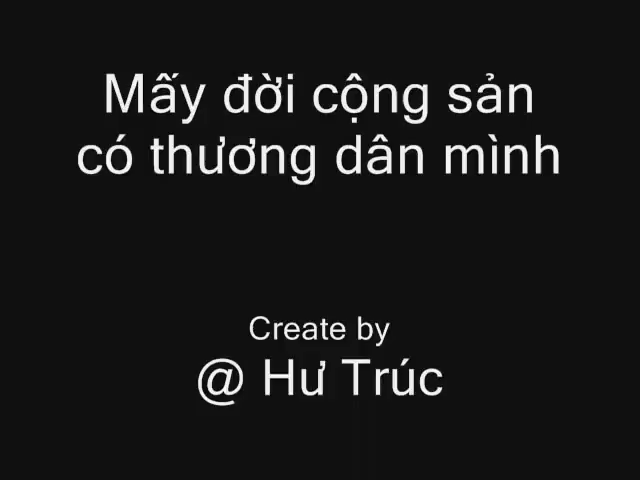 Mấy đời cộng sản
có thương dân mình
Create by
@ Hư Trúc